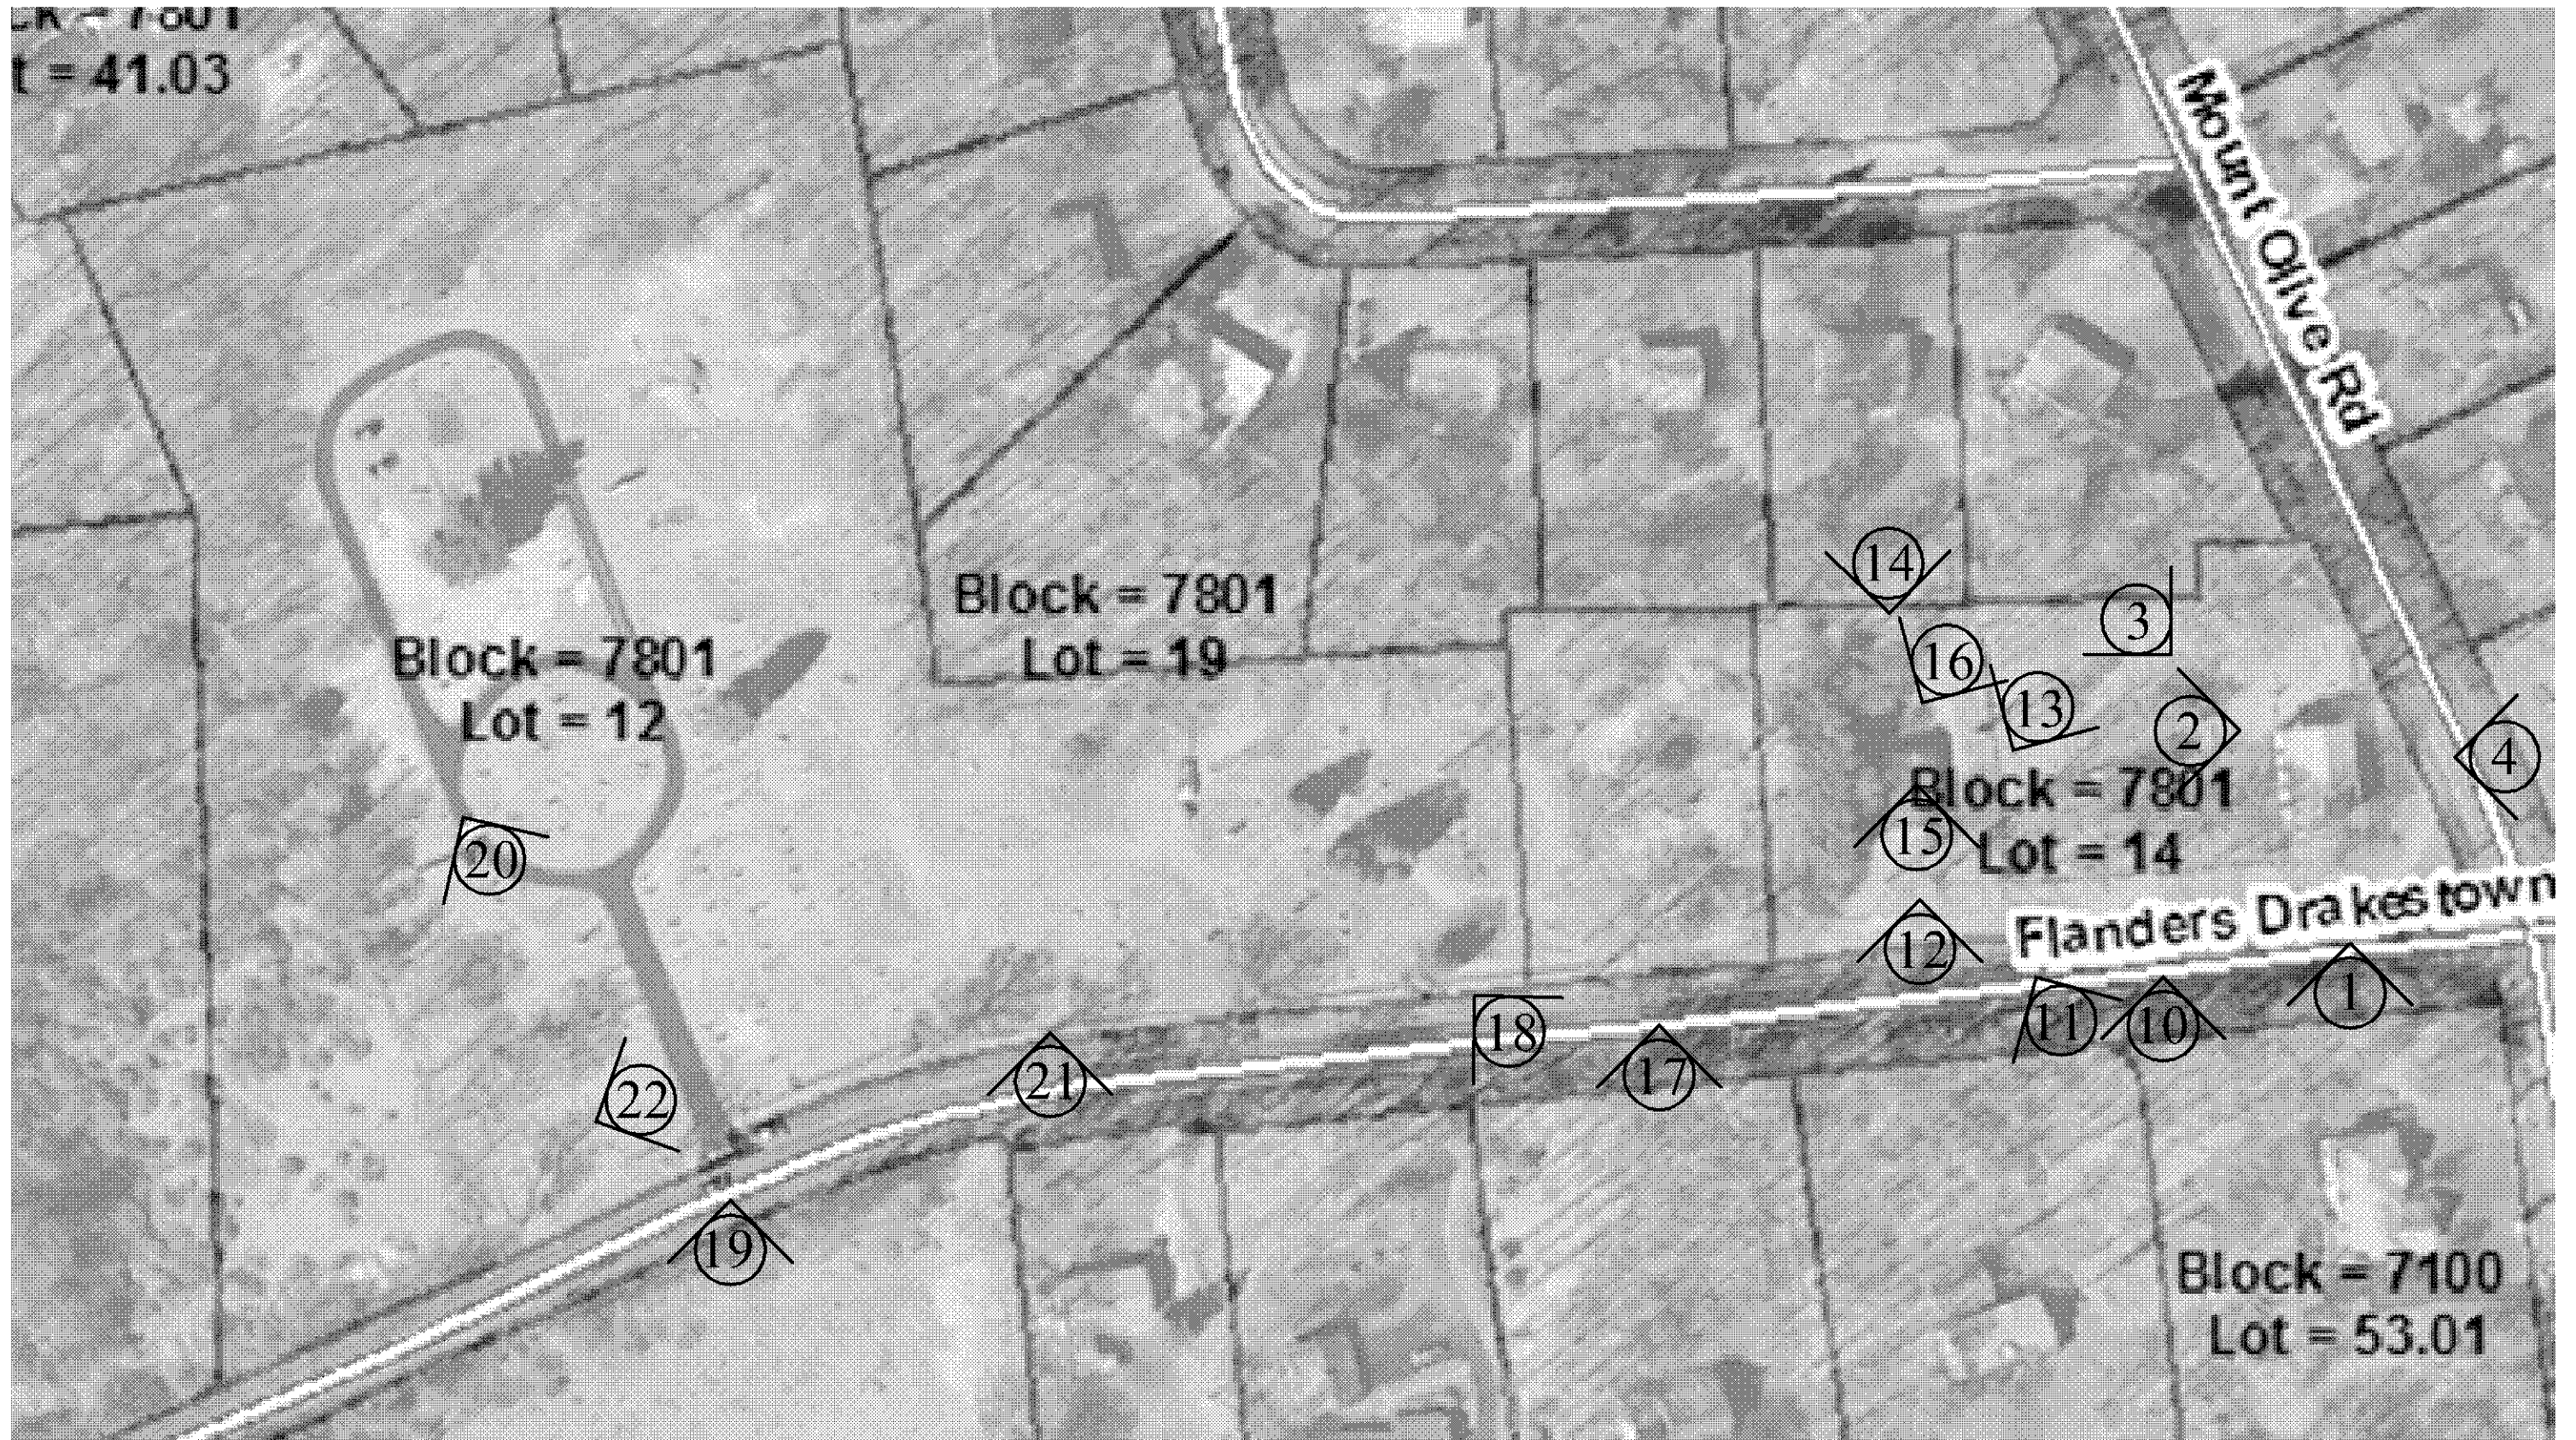 t = 41.03
Mount Olive Rd
Block = 7801
Lot = 19
Block = 7801
Lot = 12
14
3
16
13
2
4
Block = 7801
Lot = 14
15
20
Flanders Drakestown
12
1
11
10
18
17
21
22
19
Block = 7100
Lot = 53.01